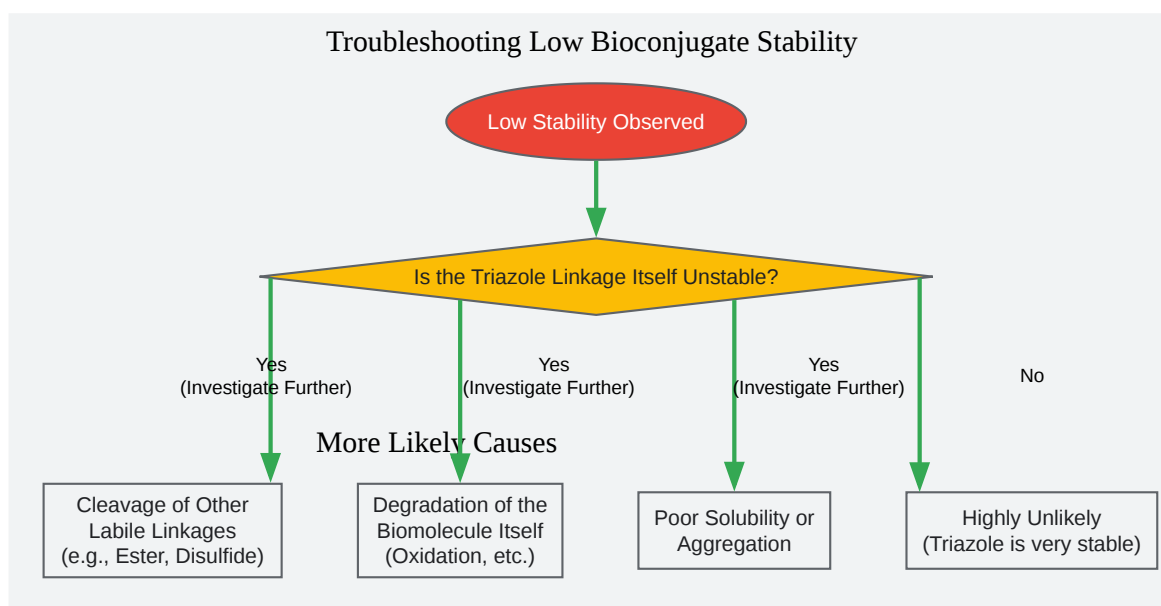 Troubleshooting Low Bioconjugate Stability
Low Stability Observed
Is the Triazole Linkage Itself Unstable?
Yes
(Investigate Further)
Yes
(Investigate Further)
Yes
(Investigate Further)
No
More Likely Causes
Cleavage of Other
Labile Linkages
(e.g., Ester, Disulfide)
Degradation of the
Biomolecule Itself
(Oxidation, etc.)
Poor Solubility or
Aggregation
Highly Unlikely
(Triazole is very stable)